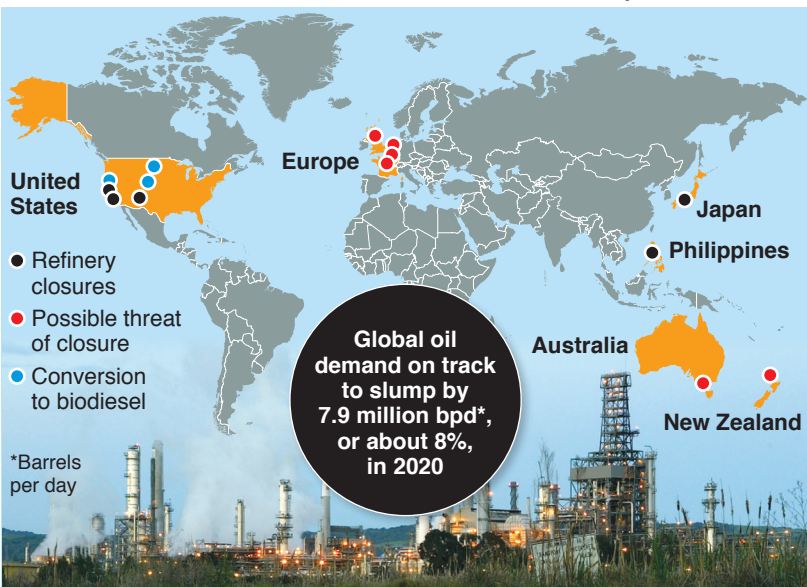 Europe
United
States
Japan
Philippines
Refinery
closures
Possible threat
of closure
Conversion
to biodiesel
*Barrels
per day
Global oil
demand on track
to slump by
7.9 million bpd*,
or about 8%,
in 2020
Australia
New Zealand